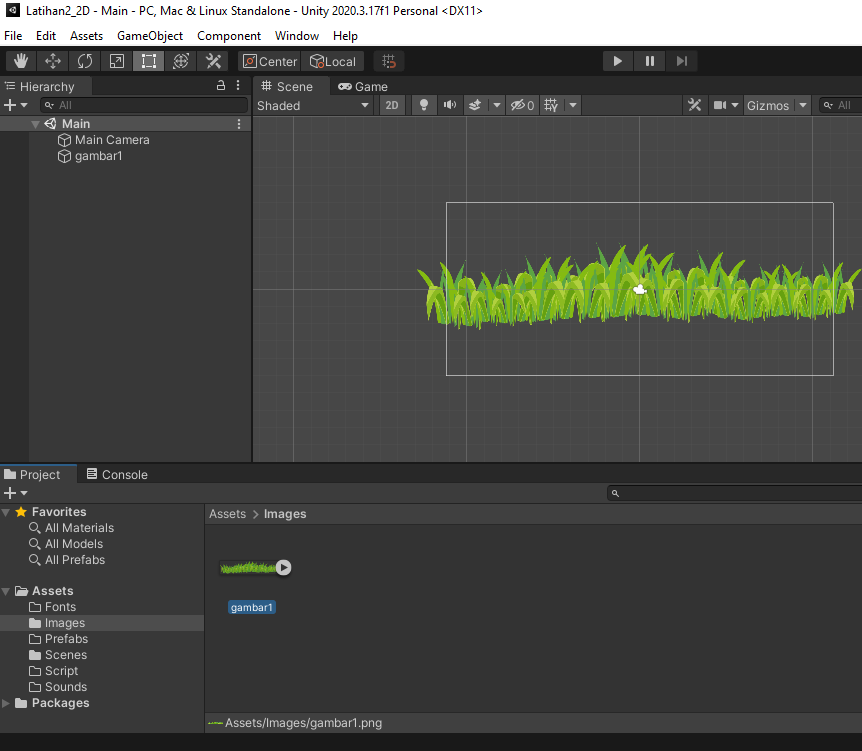 Latihan2_2D - Main - PC, Mac & Linux Standalone - Unity 2020.3.17f1 Personal <DX11>
File Edit Assets GameObject Component Window Help
Center Local
Hierarchy
Scene Game
All
Shaded 2D 0 Gizmos All
Main
Main Camera
gambar1
Project Console
Favorites
All Materials
All Models
All Prefabs
Assets
Fonts
Images
Prefabs
Scenes
Script
Sounds
Packages
Assets > Images
gambar1
Assets/Images/gambar1.png